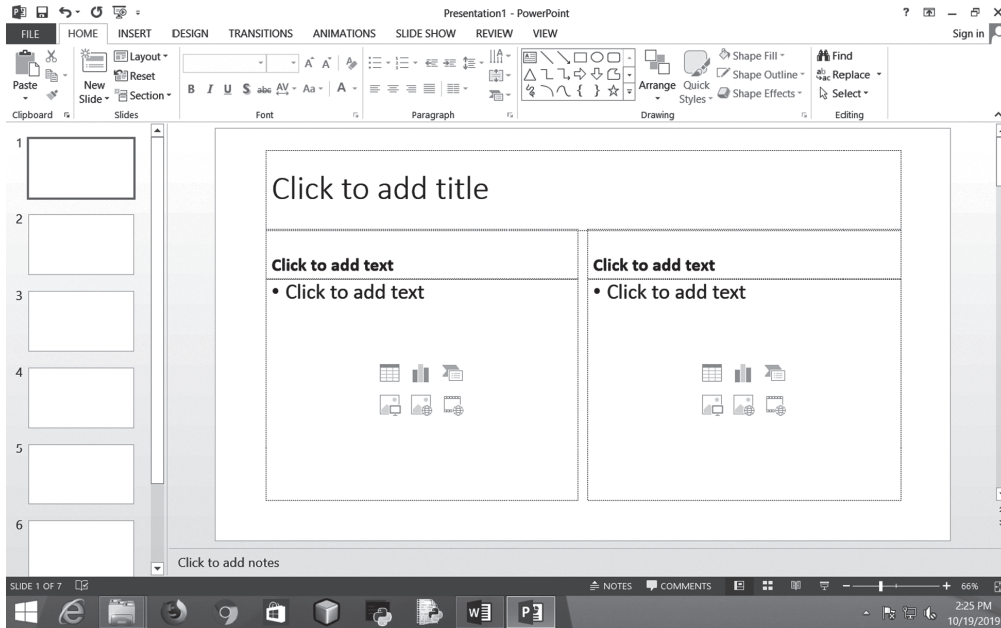 Presentation1 - PowerPoint
?
FILE HOME INSERT DESIGN TRANSITIONS ANIMATIONS SLIDE SHOW REVIEW VIEW Sign in
Paste
New Slide
Layout
Reset
Section
B I U S abc AV Aa A
Arrange
Quick Styles
Shape Fill
Shape Outline
Shape Effects
Find
Replace
Select
Clipboard Slides Font Paragraph Drawing Editing
1
2
3
4
5
6
Click to add title
Click to add text Click to add text
• Click to add text • Click to add text
Click to add notes
SLIDE 1 OF 7 NOTES COMMENTS 66%
2:25 PM
10/19/2019